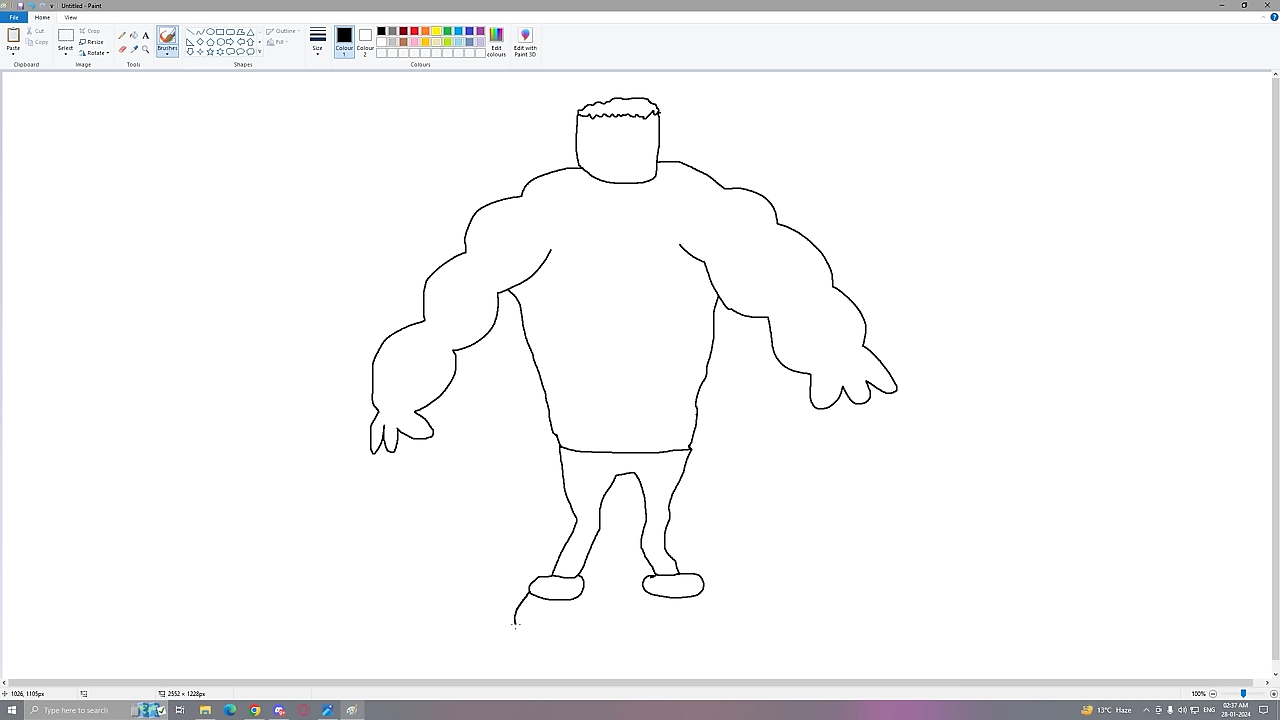 Untitled - Paint
File Home View
Paste
Cut
Copy
Clipboard
Select
Crop
Resize
Rotate
Image
Tools
Brushes
Shapes
Outline
Fill
Size
Colour 1
Colour 2
Colours
Edit colours
Edit with Paint 3D
1026, 1105px
2552 × 1228px
100%
Type here to search
13°C Haze
ENG
02:37 AM
28-01-2024